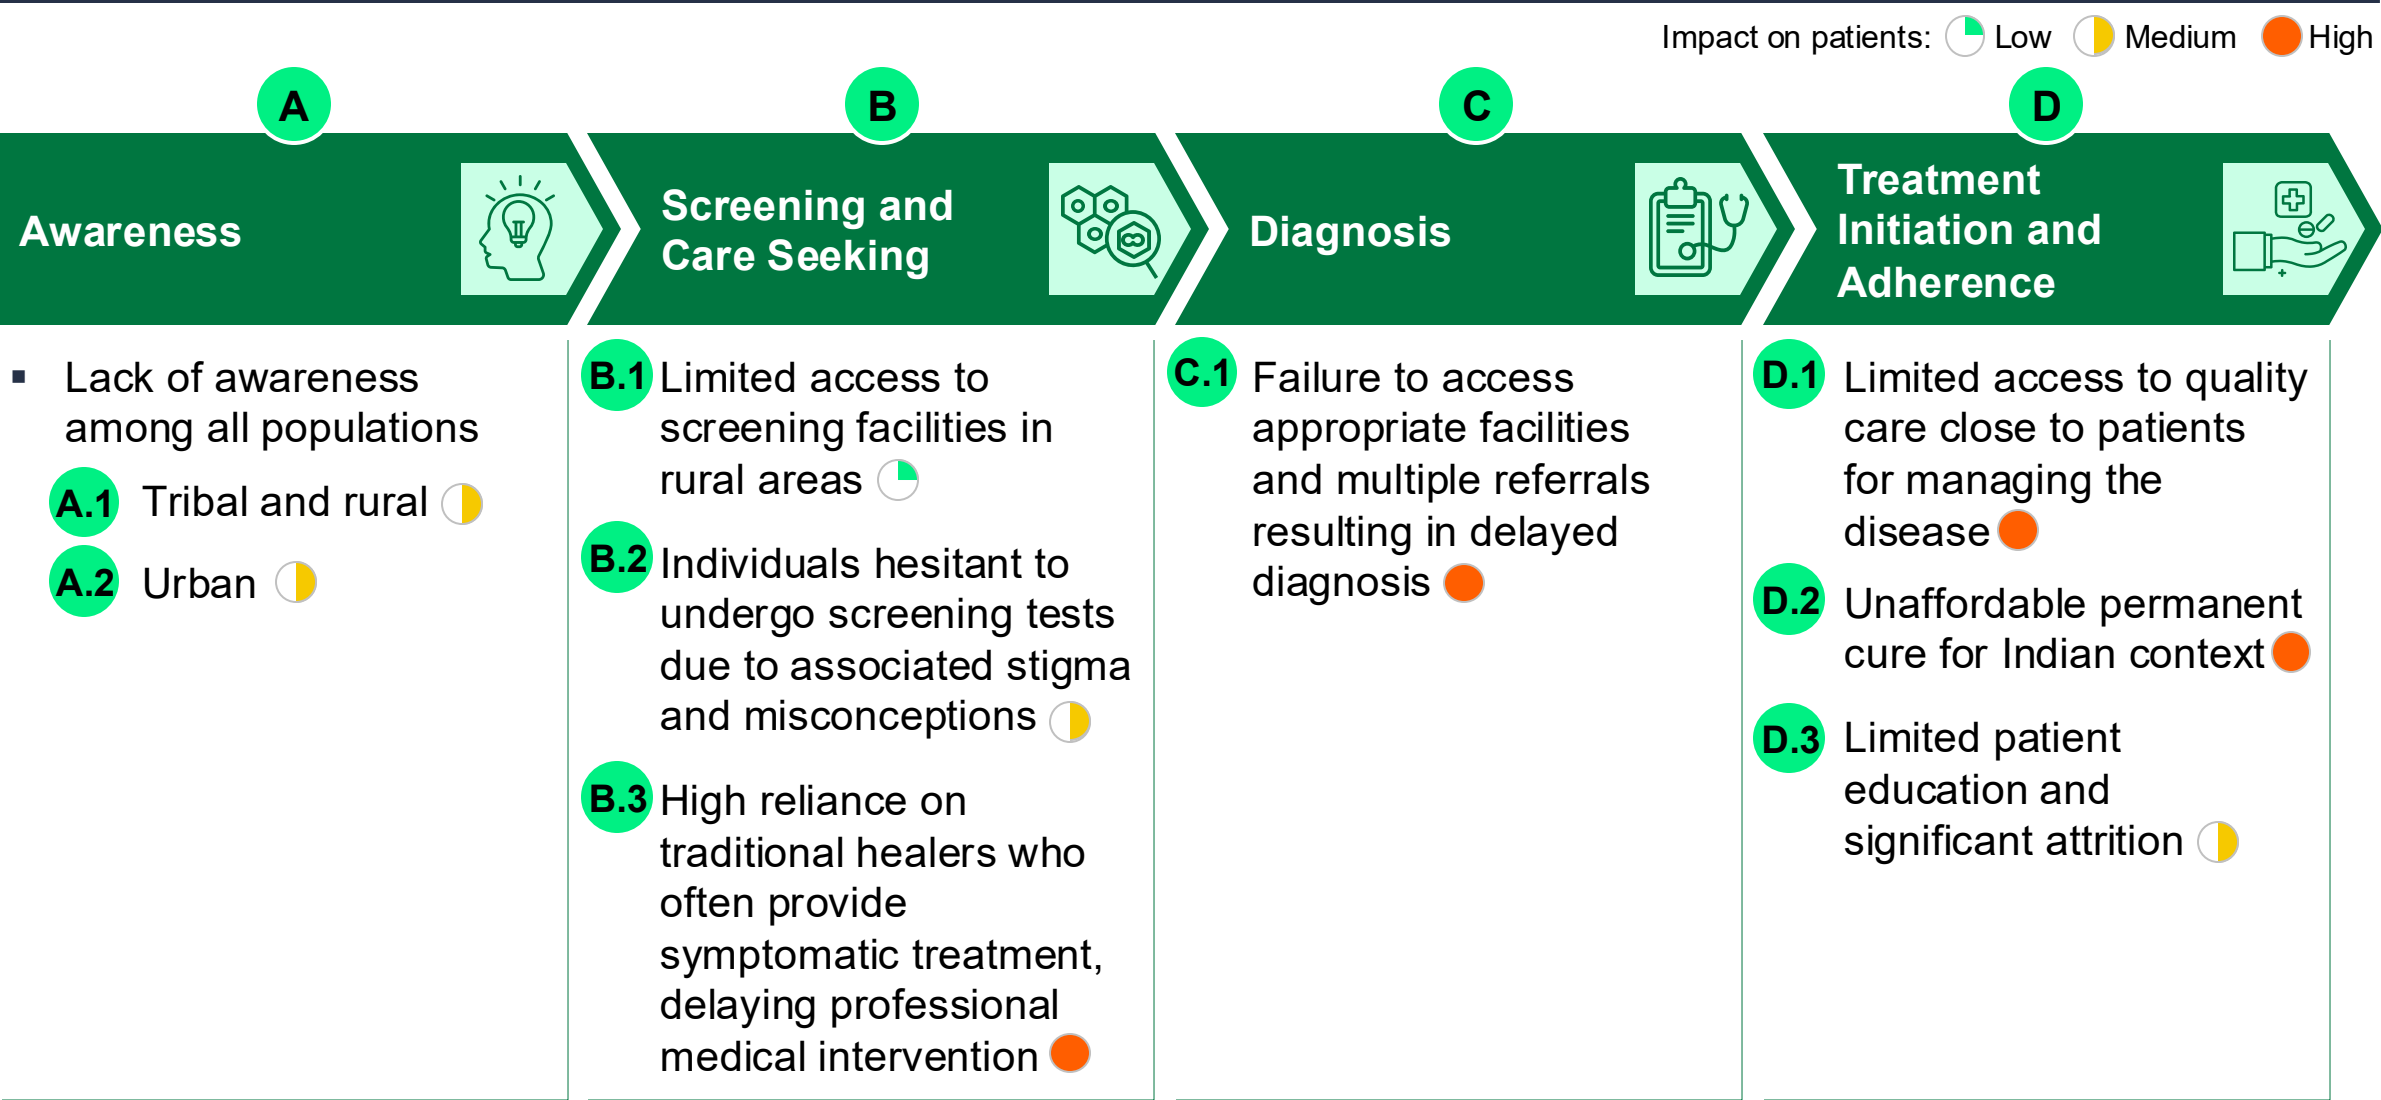 Impact on patients: Low Medium High
A
Awareness
▪ Lack of awareness
among all populations
A.1 Tribal and rural
A.2 Urban
B
Screening and
Care Seeking
B.1 Limited access to
screening facilities in
rural areas
B.2 Individuals hesitant to
undergo screening tests
due to associated stigma
and misconceptions
B.3 High reliance on
traditional healers who
often provide
symptomatic treatment,
delaying professional
medical intervention
C
Diagnosis
C.1 Failure to access
appropriate facilities
and multiple referrals
resulting in delayed
diagnosis
D
Treatment
Initiation and
Adherence
D.1 Limited access to quality
care close to patients
for managing the
disease
D.2 Unaffordable permanent
cure for Indian context
D.3 Limited patient
education and
significant attrition